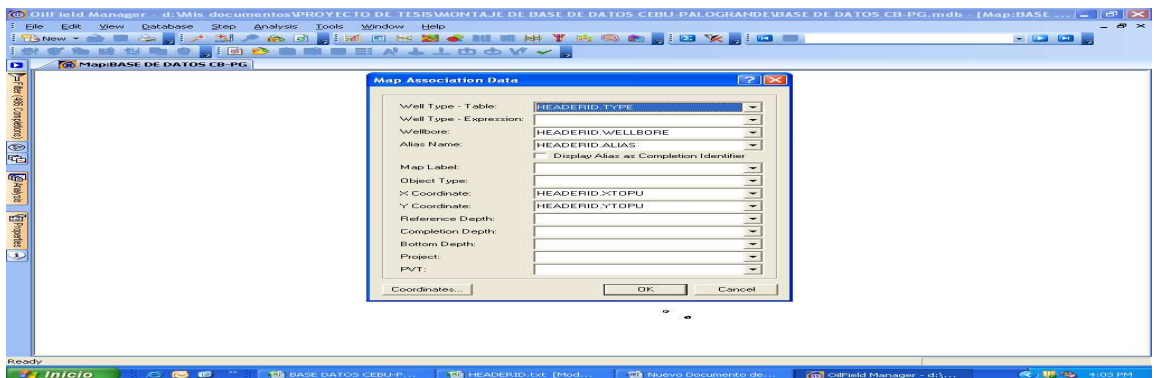 OilField Manager - d:\Mis documentos\PROYECTO DE TESIS\MONTAJE DE BASE DE DATOS CEBU-PALOGRANDE\BASE DE DATOS CB-PG.mdb - [Map:BASE ...
File Edit View Database Step Analysis Tools Window Help
New
Map:BASE DE DATOS CB-PG
Filter (486 Completions)
Analysis
Properties
Map Association Data
Well Type - Table: HEADERID.TYPE
Well Type - Expression:
Wellbore: HEADERID.WELLBORE
Alias Name: HEADERID.ALIAS
Display Alias as Completion Identifier
Map Label:
Object Type:
X Coordinate: HEADERID.XTOPU
Y Coordinate: HEADERID.YTOPU
Reference Depth:
Completion Depth:
Bottom Depth:
Project:
PVT:
Coordinates... OK Cancel
Ready
Inicio BASE DATOS CEBU-P... HEADERID.txt [Mod... Nuevo Documento de... OilField Manager - d:\... 4:03 PM